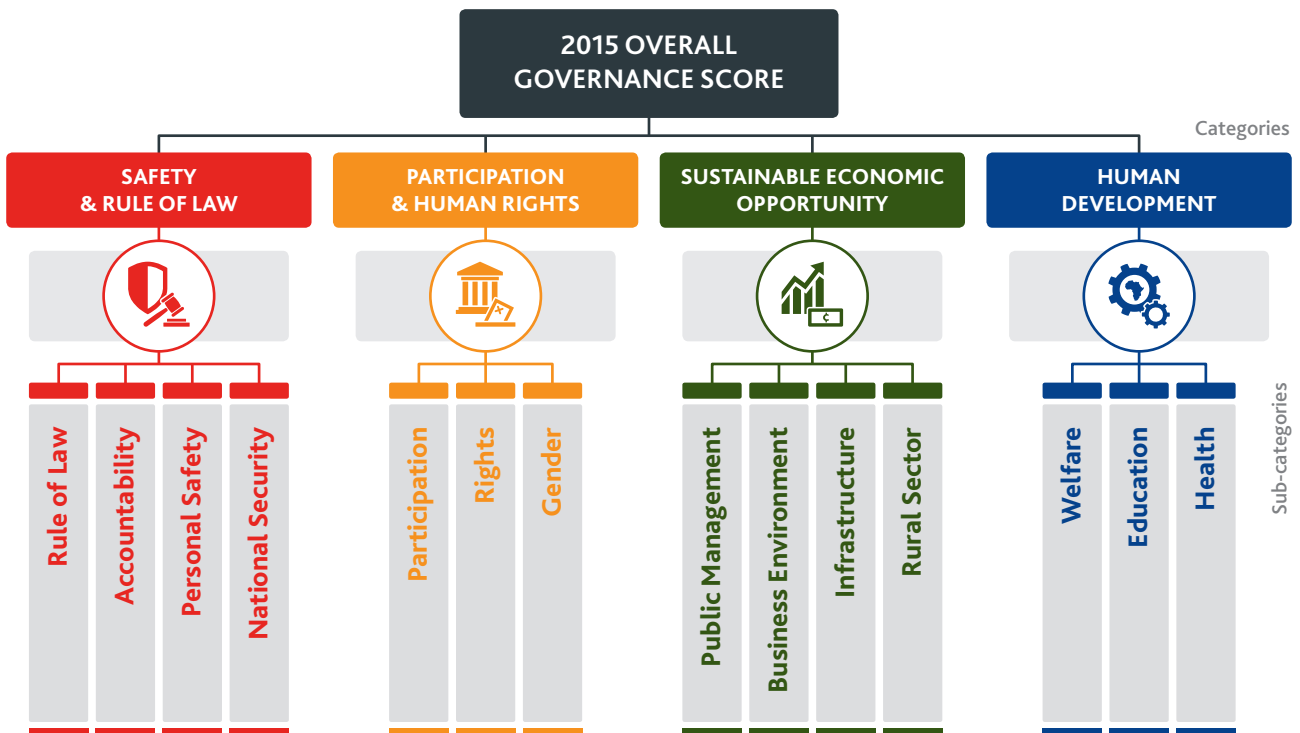 2015 OVERALL
GOVERNANCE SCORE
Categories
SAFETY
& RULE OF LAW
PARTICIPATION
& HUMAN RIGHTS
SUSTAINABLE ECONOMIC
OPPORTUNITY
HUMAN
DEVELOPMENT
¢
Rule of Law
Accountability
Personal Safety
National Security
Participation
Rights
Gender
Public Management
Business Environment
Infrastructure
Rural Sector
Welfare
Education
Health
Sub-categories